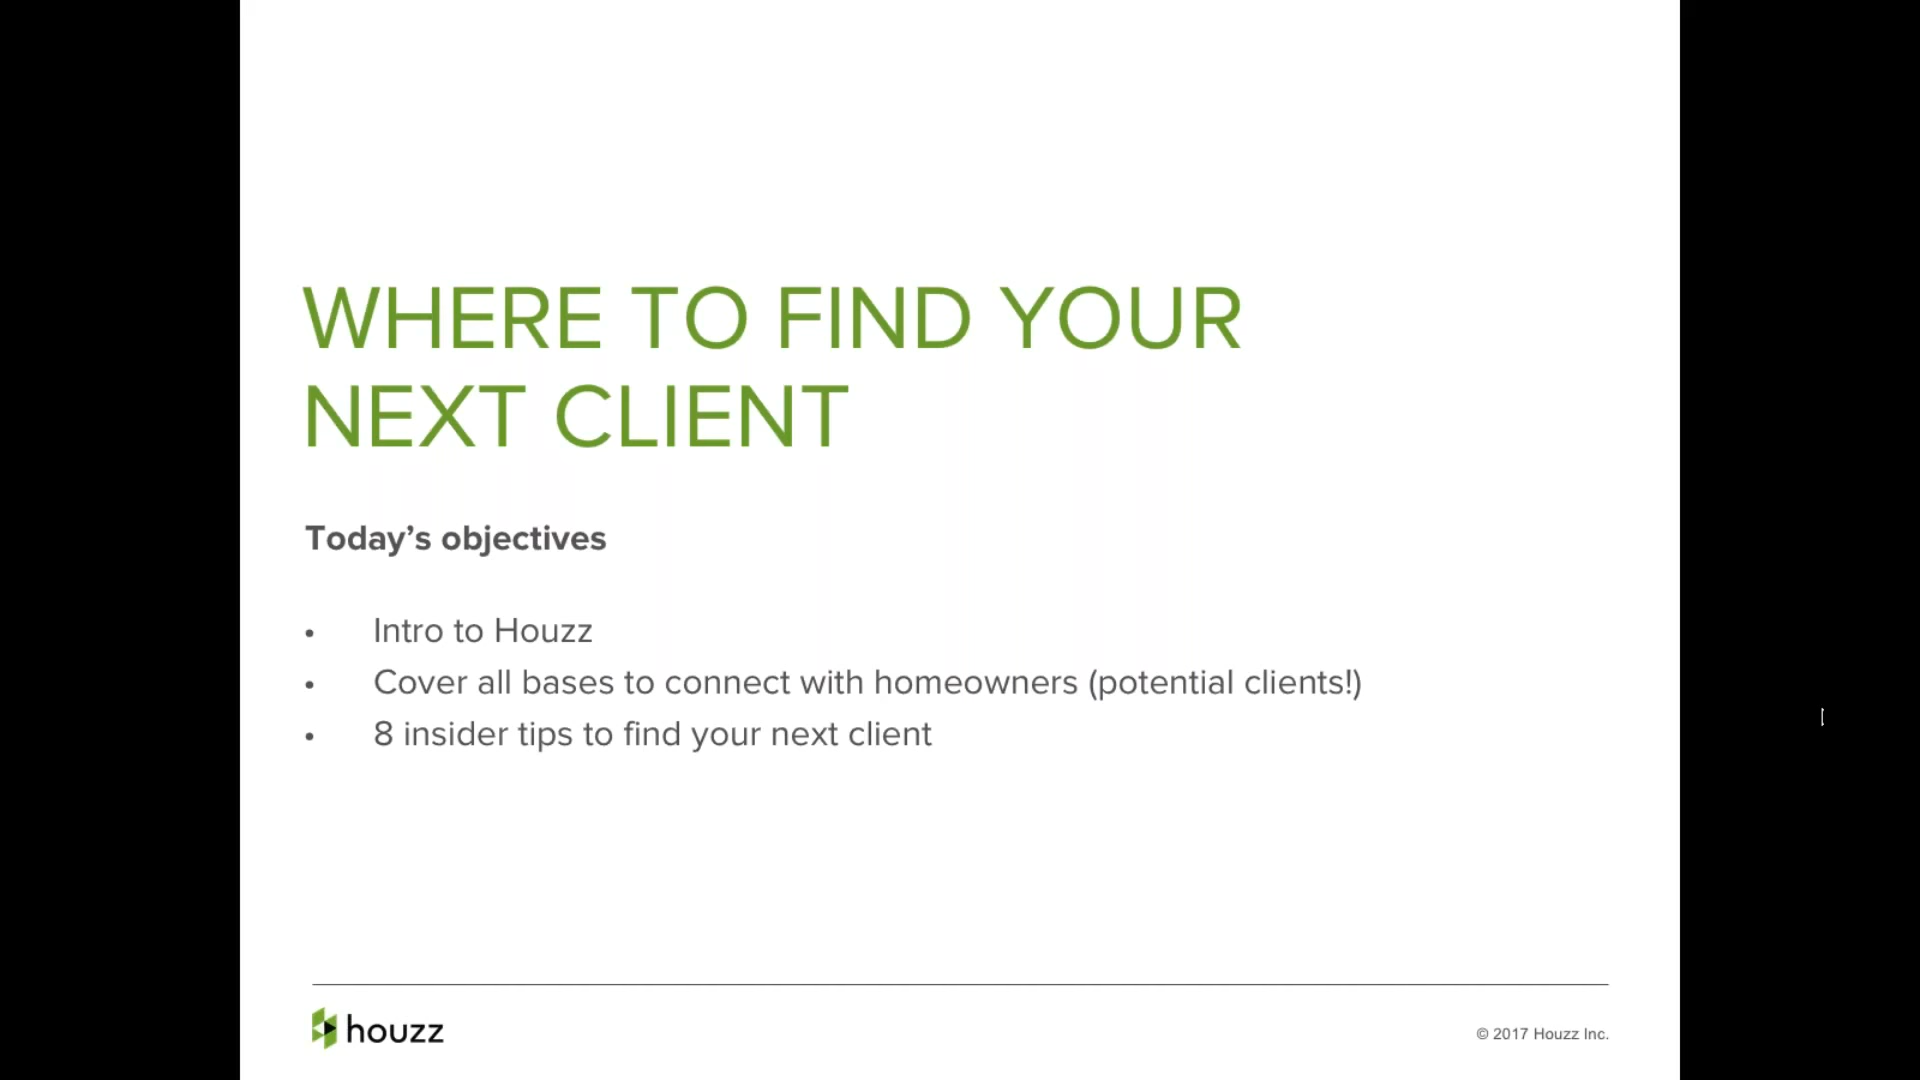 WHERE TO FIND YOUR
NEXT CLIENT
Today’s objectives
• Intro to Houzz
• Cover all bases to connect with homeowners (potential clients!)
• 8 insider tips to find your next client
houzz
© 2017 Houzz Inc.